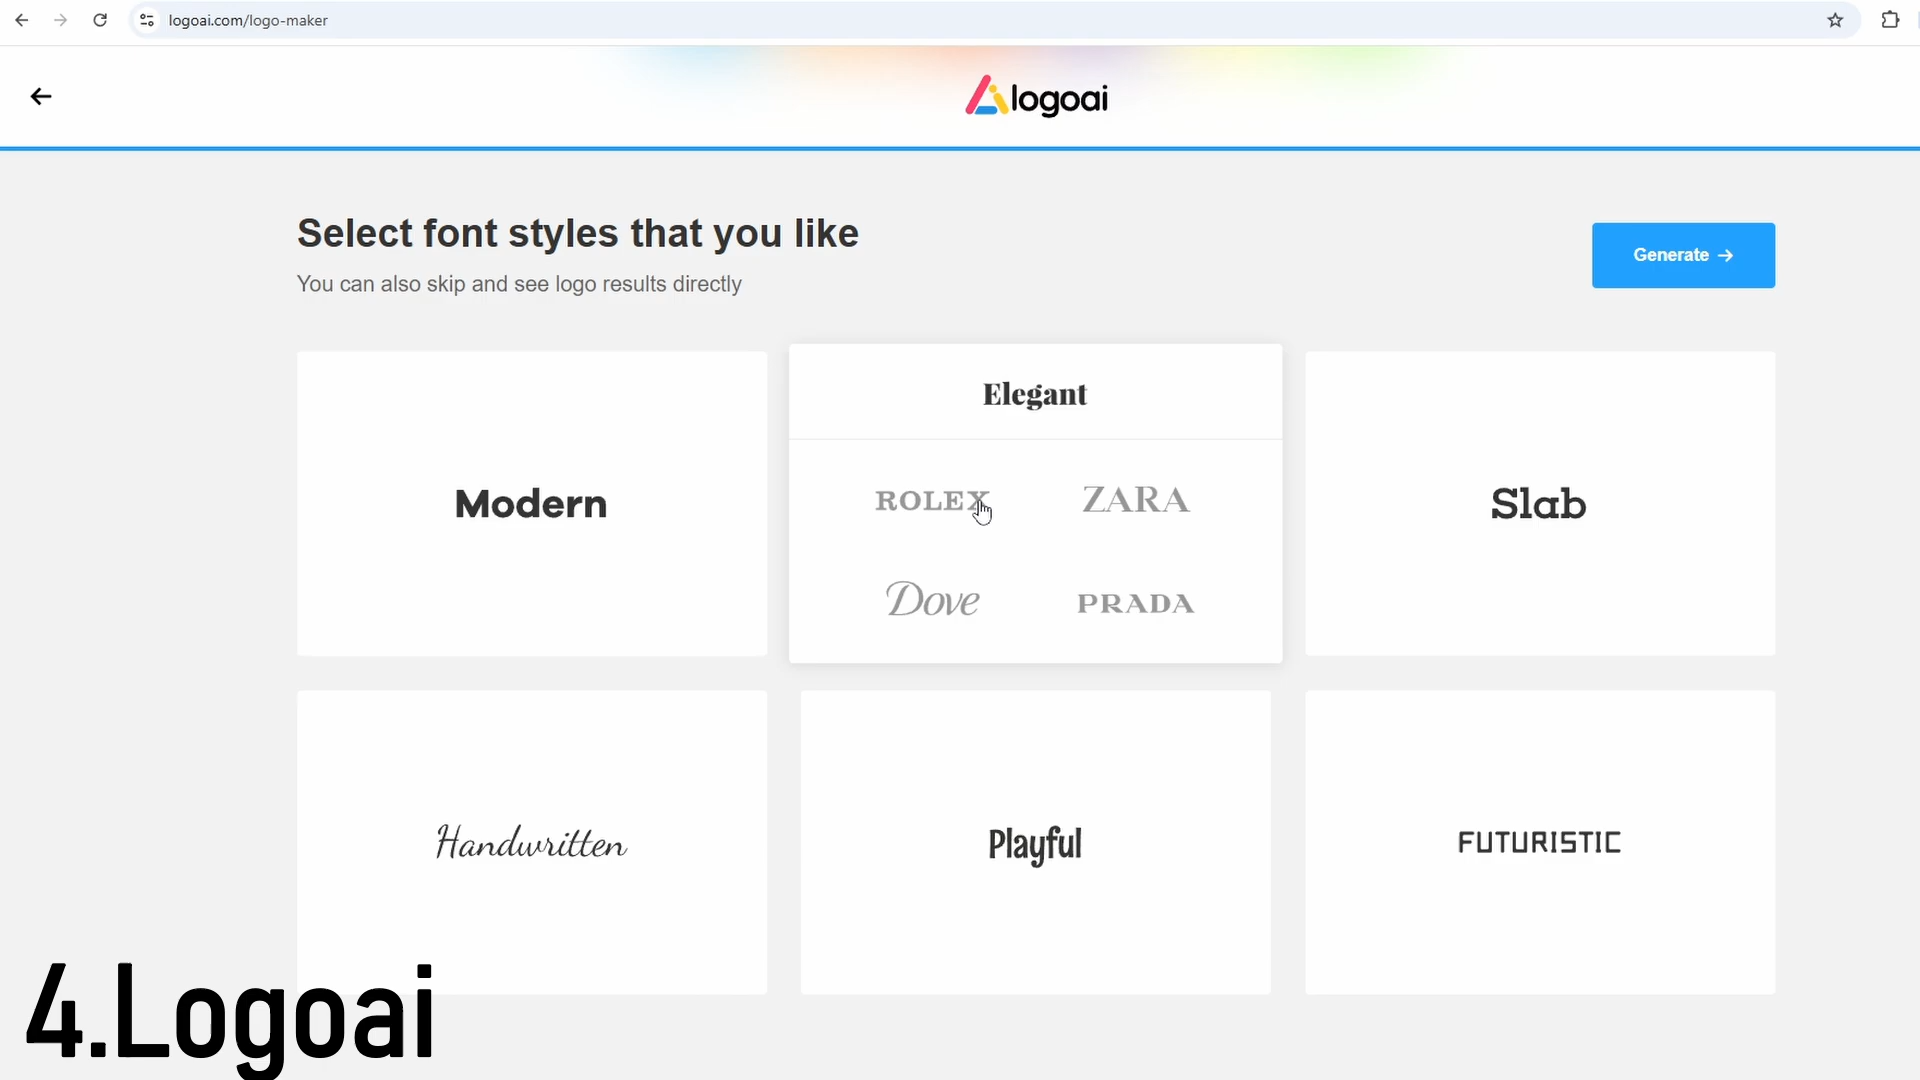 logoai.com/logo-maker
logoai
Select font styles that you like
You can also skip and see logo results directly
Generate →
Modern
Elegant
ROLEX
ZARA
Dove
PRADA
Slab
Handwritten
Playful
FUTURISTIC
4.Logoai